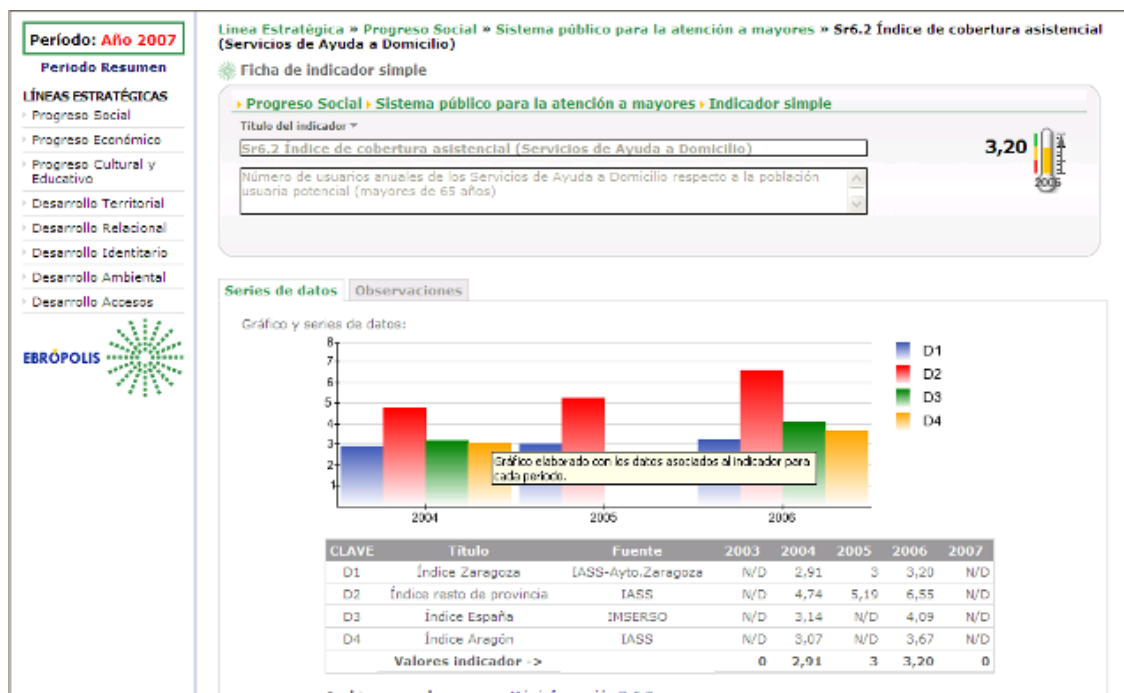 Período: Año 2007
Periodo Resumen
LÍNEAS ESTRATÉGICAS
Progreso Social
Progreso Económico
Progreso Cultural y
Educativo
Desarrollo Territorial
Desarrollo Relacional
Desarrollo Identitario
Desarrollo Ambiental
Desarrollo Accesos
EBRÓPOLIS
Línea Estratégica » Progreso Social » Sistema público para la atención a mayores » Sr6.2 Índice de cobertura asistencial
(Servicios de Ayuda a Domicilio)
Ficha de indicador simple
Progreso Social Sistema público para la atención a mayores Indicador simple
Título del indicador
Sr6.2 Índice de cobertura asistencial (Servicios de Ayuda a Domicilio)
Número de usuarios anuales de los Servicios de Ayuda a Domicilio respecto a la población
usuaria potencial (mayores de 65 años)
3,20
2006
Series de datos Observaciones
Gráfico y series de datos:
8
7
6
5
4
3
2
1
Gráfico elaborado con los datos asociados al indicador para
cada período.
2004 2005 2006
D1
D2
D3
D4
CLAVE Título Fuente 2003 2004 2005 2006 2007
D1 Índice Zaragoza IASS-Ayto.Zaragoza N/D 2,91 3 3,20 N/D
D2 Índice resto de provincia IASS N/D 4,74 5,19 6,55 N/D
D3 Índice España IMSERSO N/D 3,14 N/D 4,09 N/D
D4 Índice Aragón IASS N/D 3,07 N/D 3,67 N/D
Valores indicador -> 0 2,91 3 3,20 0